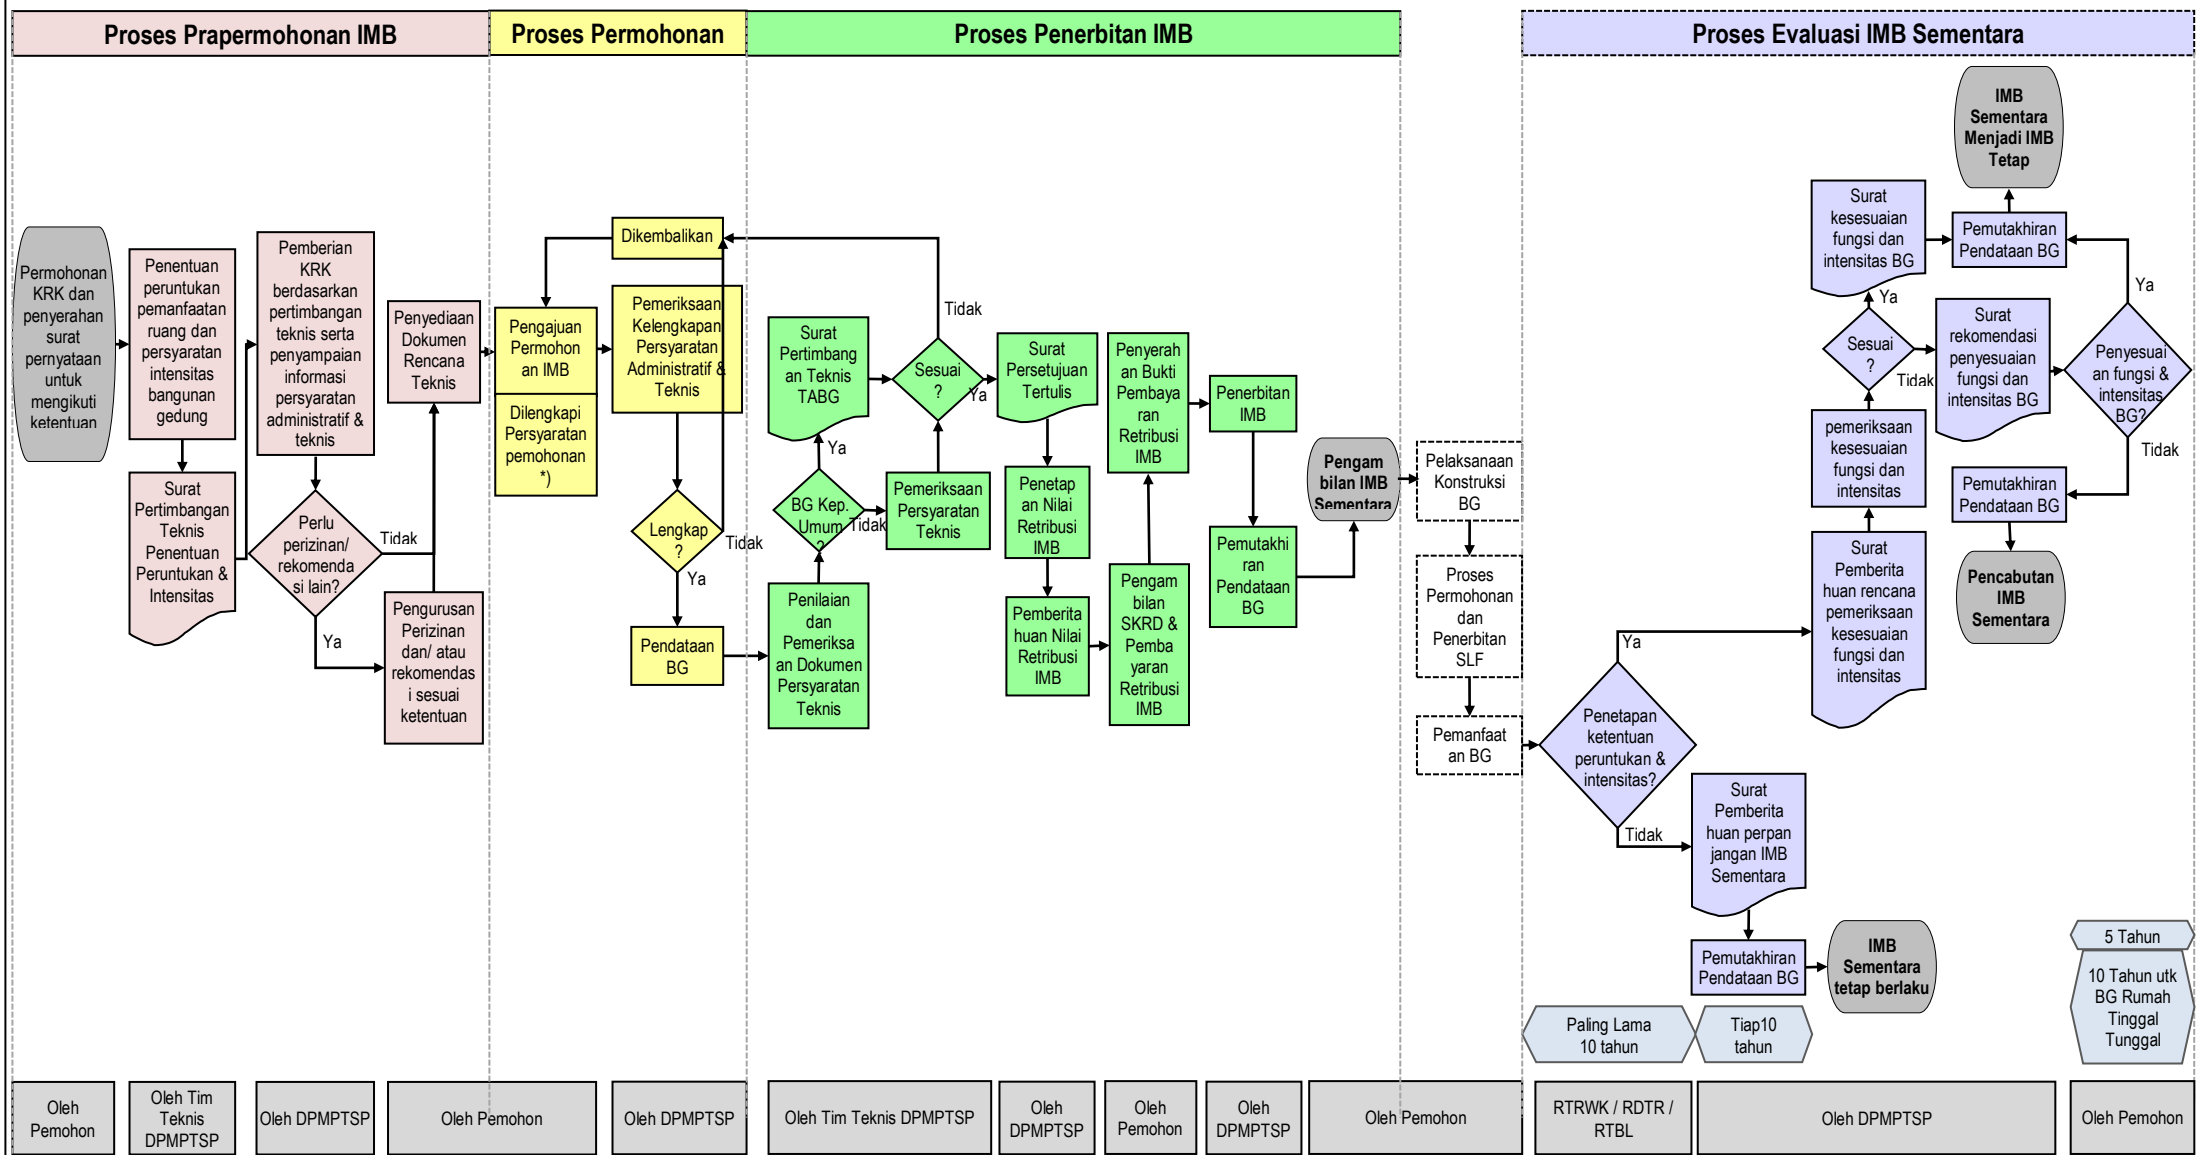 Proses Prapermohonan IMB
Proses Permohonan
Proses Penerbitan IMB
Proses Evaluasi IMB Sementara
Permohonan
KRK dan
penyerahan
surat
pernyataan
untuk
mengikuti
ketentuan
Penentuan
peruntukan
pemanfaatan
ruang dan
persyaratan
intensitas
bangunan
gedung
Surat
Pertimbangan
Teknis
Penentuan
Peruntukan &
Intensitas
Pemberian
KRK
berdasarkan
pertimbangan
teknis serta
penyampaian
informasi
persyaratan
administratif &
teknis
Perlu
perizinan/
rekomenda
si lain?
Tidak
Ya
Penyediaan
Dokumen
Rencana
Teknis
Pengurusan
Perizinan
dan/ atau
rekomendas
i sesuai
ketentuan
Pengajuan
Permohon
an IMB
Dilengkapi
Persyaratan
pemohonan
*)
Dikembalikan
Pemeriksaan
Kelengkapan
Persyaratan
Administratif &
Teknis
Lengkap
?
Tidak
Ya
Pendataan
BG
Surat
Pertimbang
an Teknis
TABG
Ya
BG Kep.
Umum
?
Tidak
Penilaian
dan
Pemeriksa
an Dokumen
Persyaratan
Teknis
Tidak
Sesuai
?
Ya
Pemeriksaan
Persyaratan
Teknis
Surat
Persetujuan
Tertulis
Penetap
an Nilai
Retribusi
IMB
Pemberita
huan Nilai
Retribusi
IMB
Penyerah
an Bukti
Pembaya
ran
Retribusi
IMB
Pengam
bilan
SKRD &
Pemba
yaran
Retribusi
IMB
Penerbitan
IMB
Pemutakhi
ran
Pendataan
BG
Pengam
bilan IMB
Sementara
Pelaksanaan
Konstruksi
BG
Proses
Permohonan
dan
Penerbitan
SLF
Pemanfaat
an BG
Penetapan
ketentuan
peruntukan &
intensitas?
Ya
Tidak
Surat
Pemberita
huan perpan
jangan IMB
Sementara
Pemutakhiran
Pendataan BG
IMB
Sementara
tetap berlaku
Surat
Pemberita
huan rencana
pemeriksaan
kesesuaian
fungsi dan
intensitas
pemeriksaan
kesesuaian
fungsi dan
intensitas
Sesuai
?
Ya
Tidak
Surat
kesesuaian
fungsi dan
intensitas BG
Surat
rekomendasi
penyesuaian
fungsi dan
intensitas BG
IMB
Sementara
Menjadi IMB
Tetap
Pemutakhiran
Pendataan BG
Ya
Penyesuai
an fungsi &
intensitas
BG?
Tidak
Pemutakhiran
Pendataan BG
Pencabutan
IMB
Sementara
5 Tahun
10 Tahun utk
BG Rumah
Tinggal
Tunggal
Paling Lama
10 tahun
Tiap10
tahun
Oleh
Pemohon
Oleh Tim
Teknis
DPMPTSP
Oleh DPMPTSP
Oleh Pemohon
Oleh DPMPTSP
Oleh Tim Teknis DPMPTSP
Oleh
DPMPTSP
Oleh
Pemohon
Oleh
DPMPTSP
Oleh Pemohon
RTRWK / RDTR /
RTBL
Oleh DPMPTSP
Oleh Pemohon